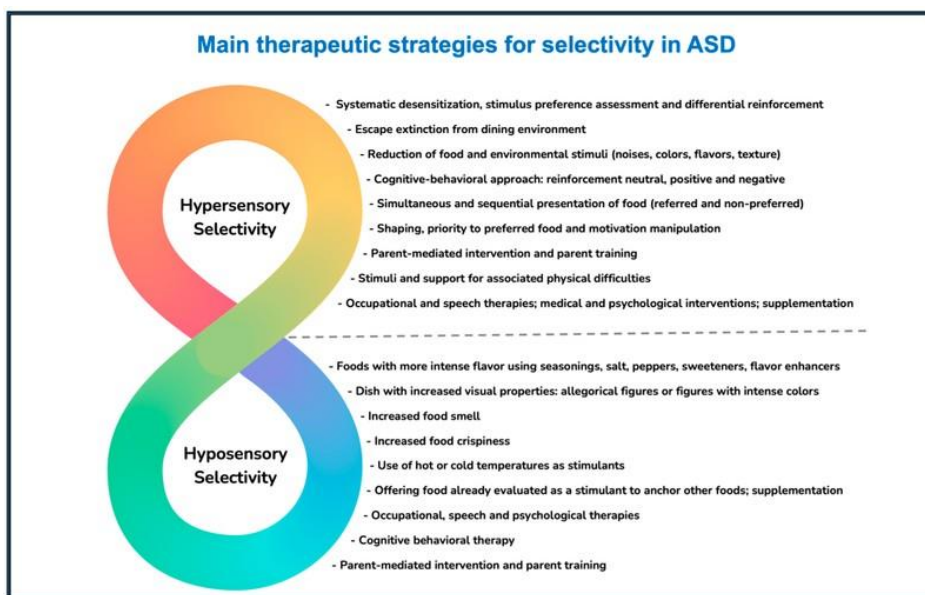 Main therapeutic strategies for selectivity in ASD
- Systematic desensitization, stimulus preference assessment and differential reinforcement
- Escape extinction from dining environment
- Reduction of food and environmental stimuli (noises, colors, flavors, texture)
- Cognitive-behavioral approach: reinforcement neutral, positive and negative
Hypersensory
Selectivity
- Simultaneous and sequential presentation of food (referred and non-preferred)
- Shaping, priority to preferred food and motivation manipulation
- Parent-mediated intervention and parent training
- Stimuli and support for associated physical difficulties
- Occupational and speech therapies; medical and psychological interventions; supplementation
- Foods with more intense flavor using seasonings, salt, peppers, sweeteners, flavor enhancers
- Dish with increased visual properties: allegorical figures or figures with intense colors
- Increased food smell
- Increased food crispiness
Hyposensory
Selectivity
- Use of hot or cold temperatures as stimulants
- Offering food already evaluated as a stimulant to anchor other foods; supplementation
- Occupational, speech and psychological therapies
- Cognitive behavioral therapy
- Parent-mediated intervention and parent training